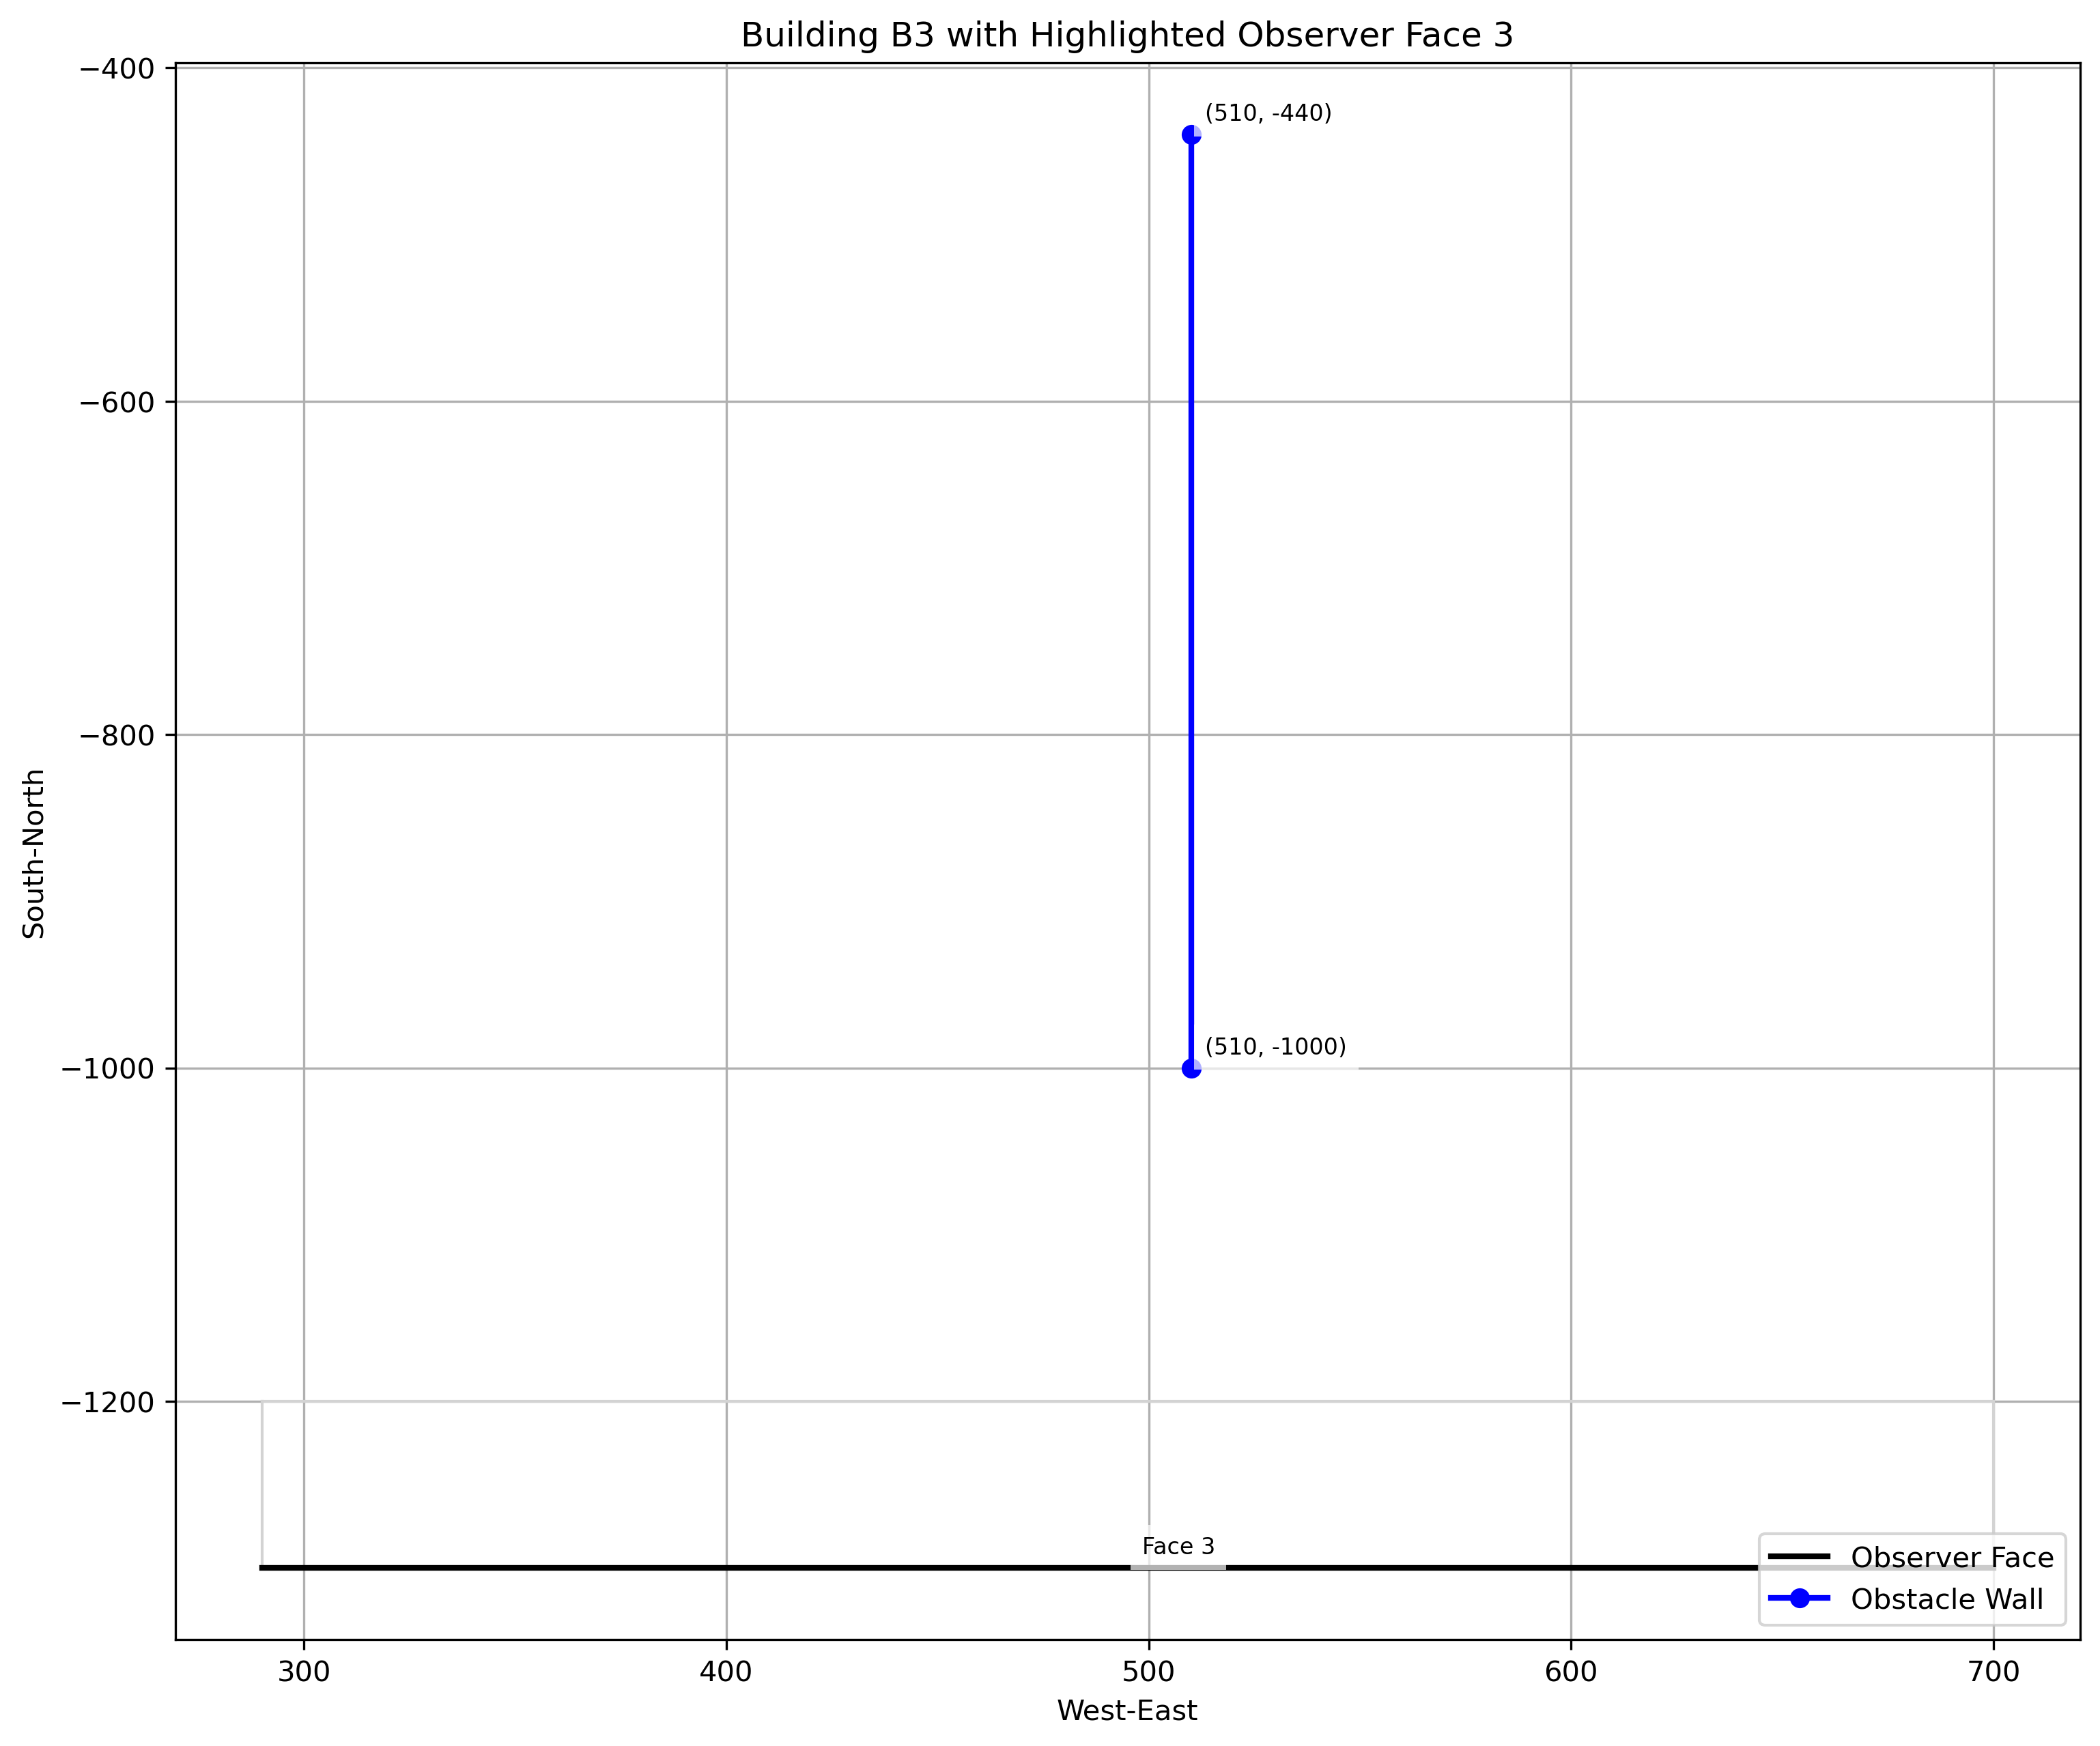 Building B3 with Highlighted Observer Face 3
−400
(510, -440)
−600
−800
South-North
(510, -1000)
−1000
−1200
Face 3
Observer Face
Obstacle Wall
300
400
500
600
700
West-East